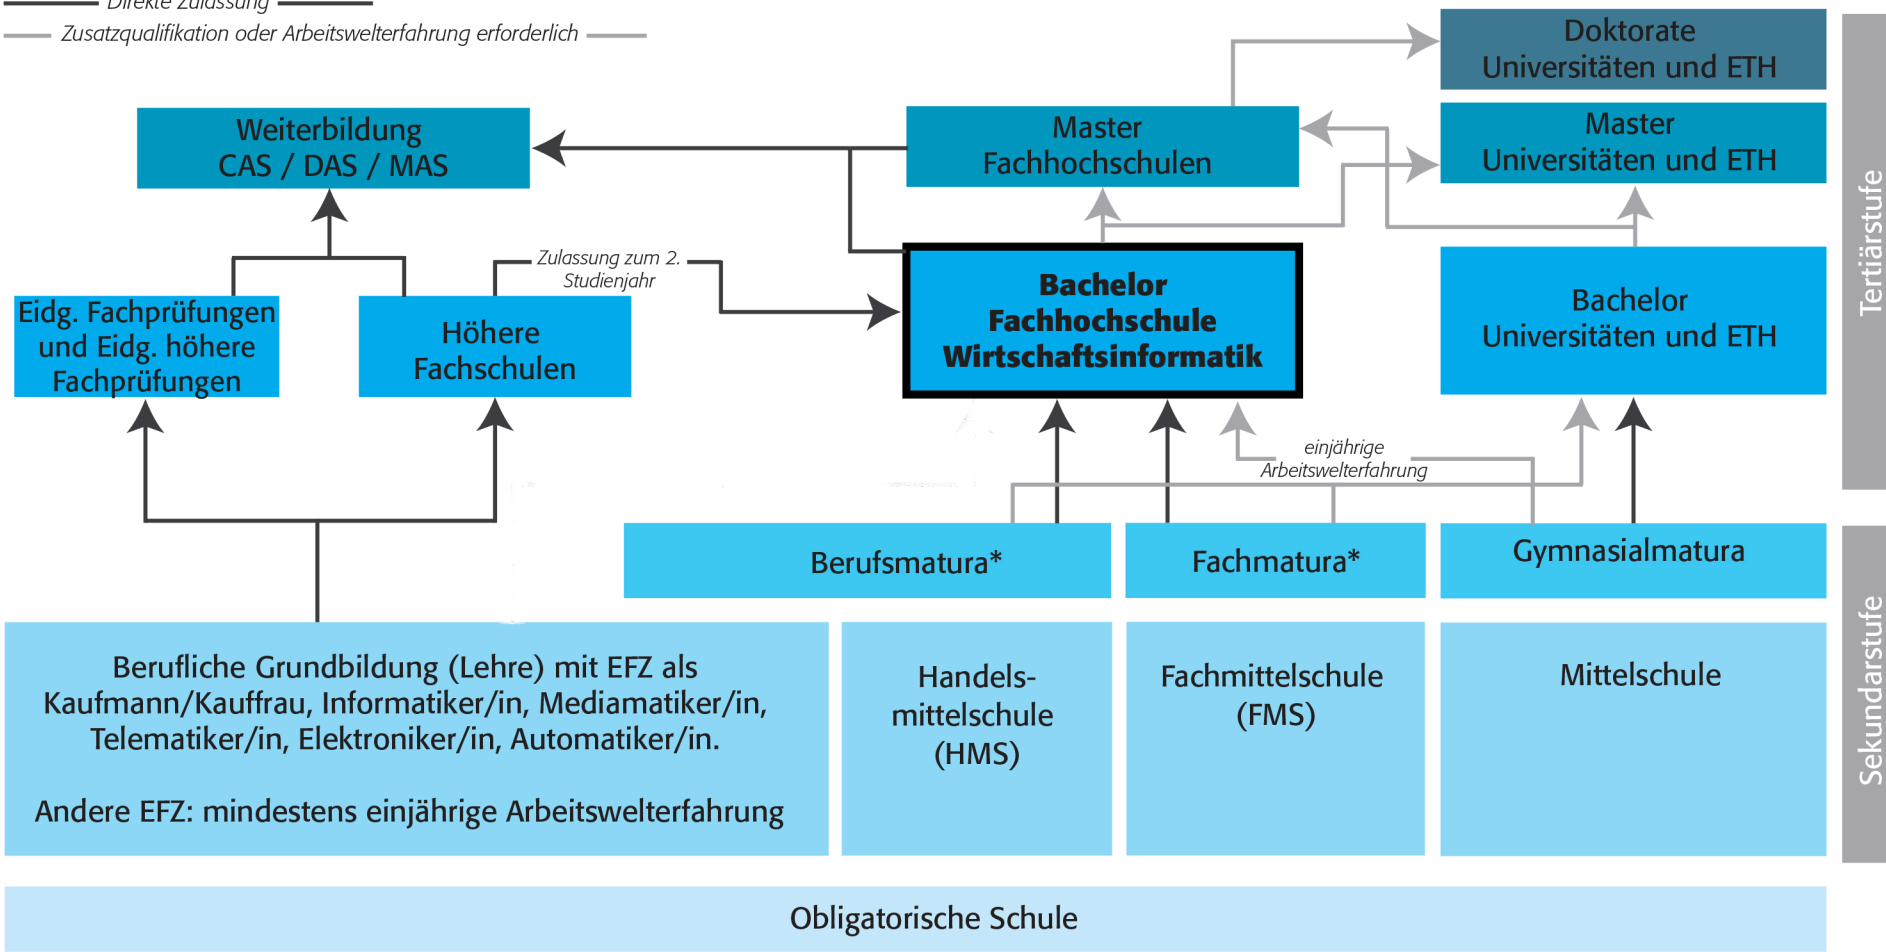 Direkte Zulassung
Zusatzqualifikation oder Arbeitswelterfahrung erforderlich
Doktorate
Universitäten und ETH
Weiterbildung
CAS / DAS / MAS
Master
Fachhochschulen
Master
Universitäten und ETH
Zulassung zum 2.
Studienjahr
Eidg. Fachprüfungen
und Eidg. höhere
Fachprüfungen
Höhere
Fachschulen
Bachelor
Fachhochschule
Wirtschaftsinformatik
Bachelor
Universitäten und ETH
Tertiärstufe
einjährige
Arbeitswelterfahrung
Berufsmatura*
Fachmatura*
Gymnasialmatura
Berufliche Grundbildung (Lehre) mit EFZ als
Kaufmann/Kauffrau, Informatiker/in, Mediamatiker/in,
Telematiker/in, Elektroniker/in, Automatiker/in.
Andere EFZ: mindestens einjährige Arbeitswelterfahrung
Handels-
mittelschule
(HMS)
Fachmittelschule
(FMS)
Mittelschule
Sekundarstufe
Obligatorische Schule